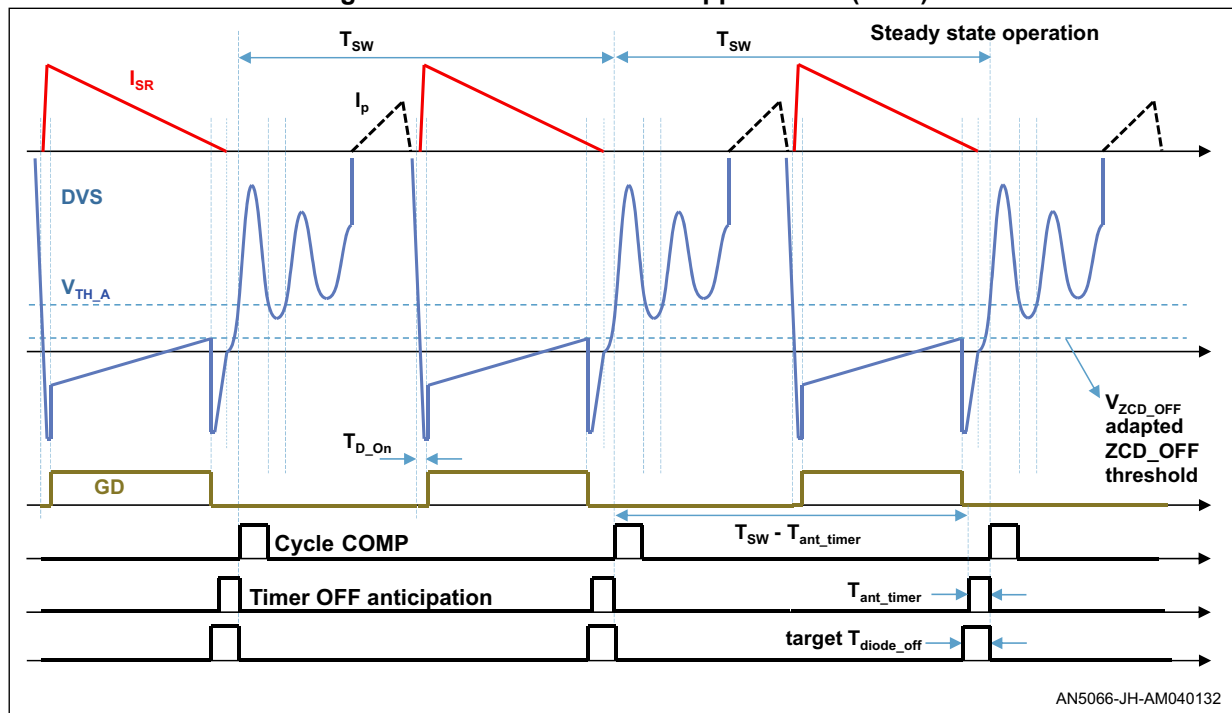 T_SW
T_SW
Steady state operation
I_SR
I_p
DVS
V_TH_A
V_ZCD_OFF
adapted
ZCD_OFF
threshold
T_D_On
GD
T_SW - T_ant_timer
Cycle COMP
Timer OFF anticipation
T_ant_timer
target T_diode_off
AN5066-JH-AM040132